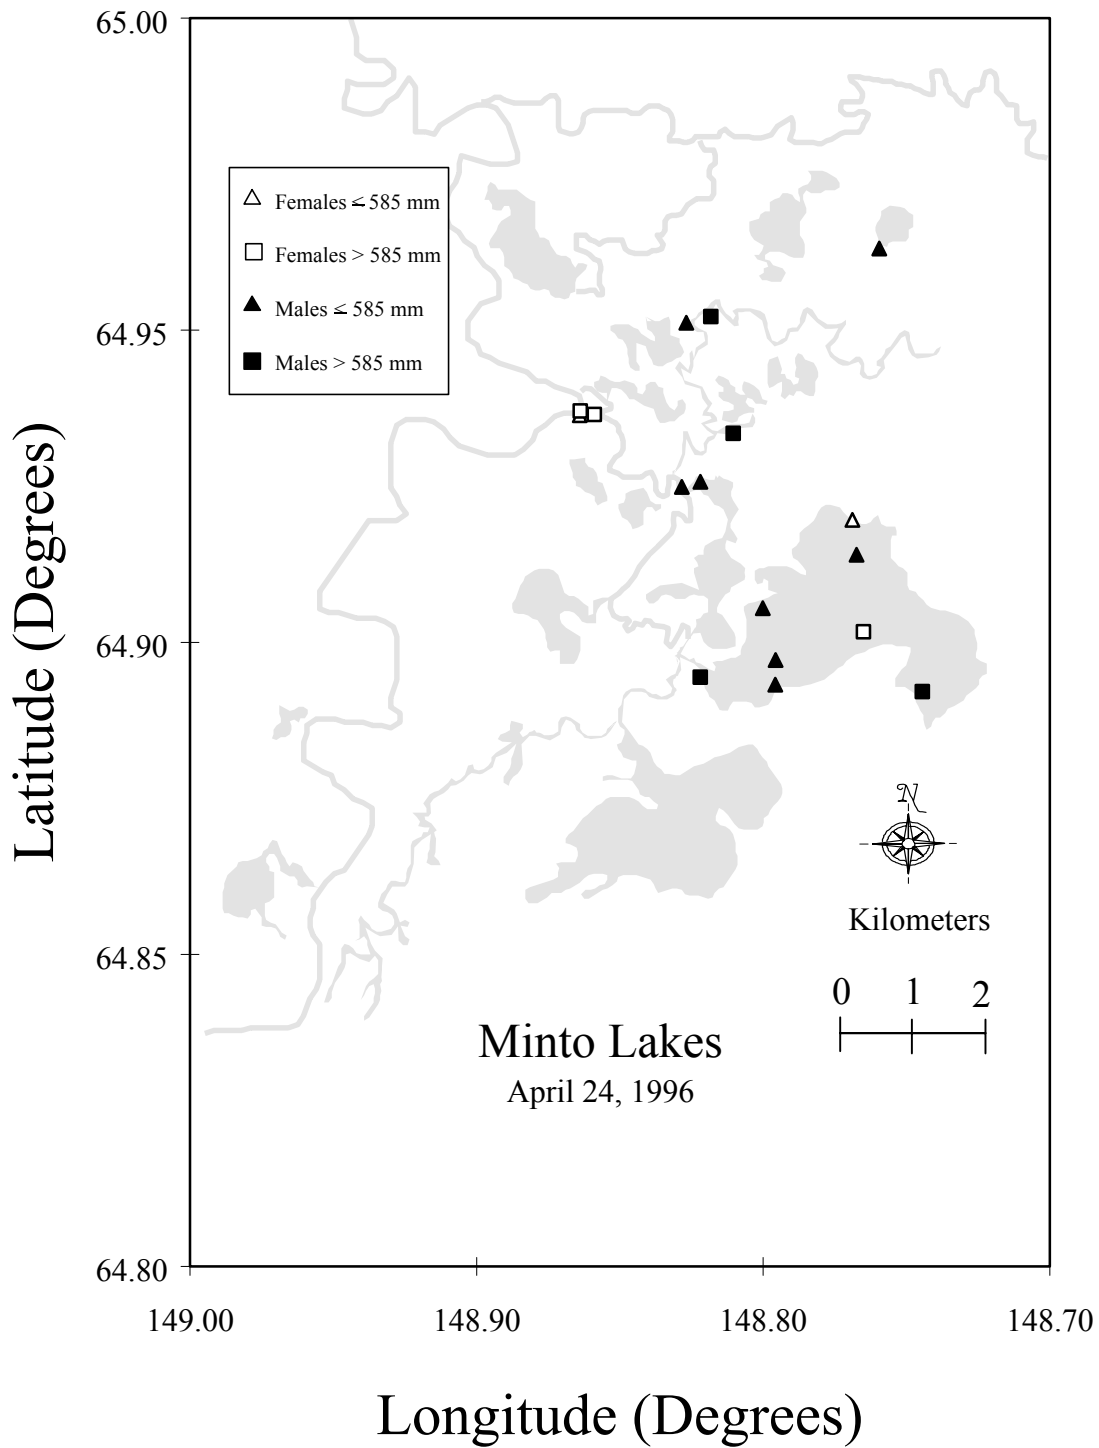 65.00
Females ≤ 585 mm
Females > 585 mm
Males ≤ 585 mm
Males > 585 mm
64.95
64.90
64.85
64.80
Latitude (Degrees)
N
Kilometers
0 1 2
Minto Lakes
April 24, 1996
149.00 148.90 148.80 148.70
Longitude (Degrees)